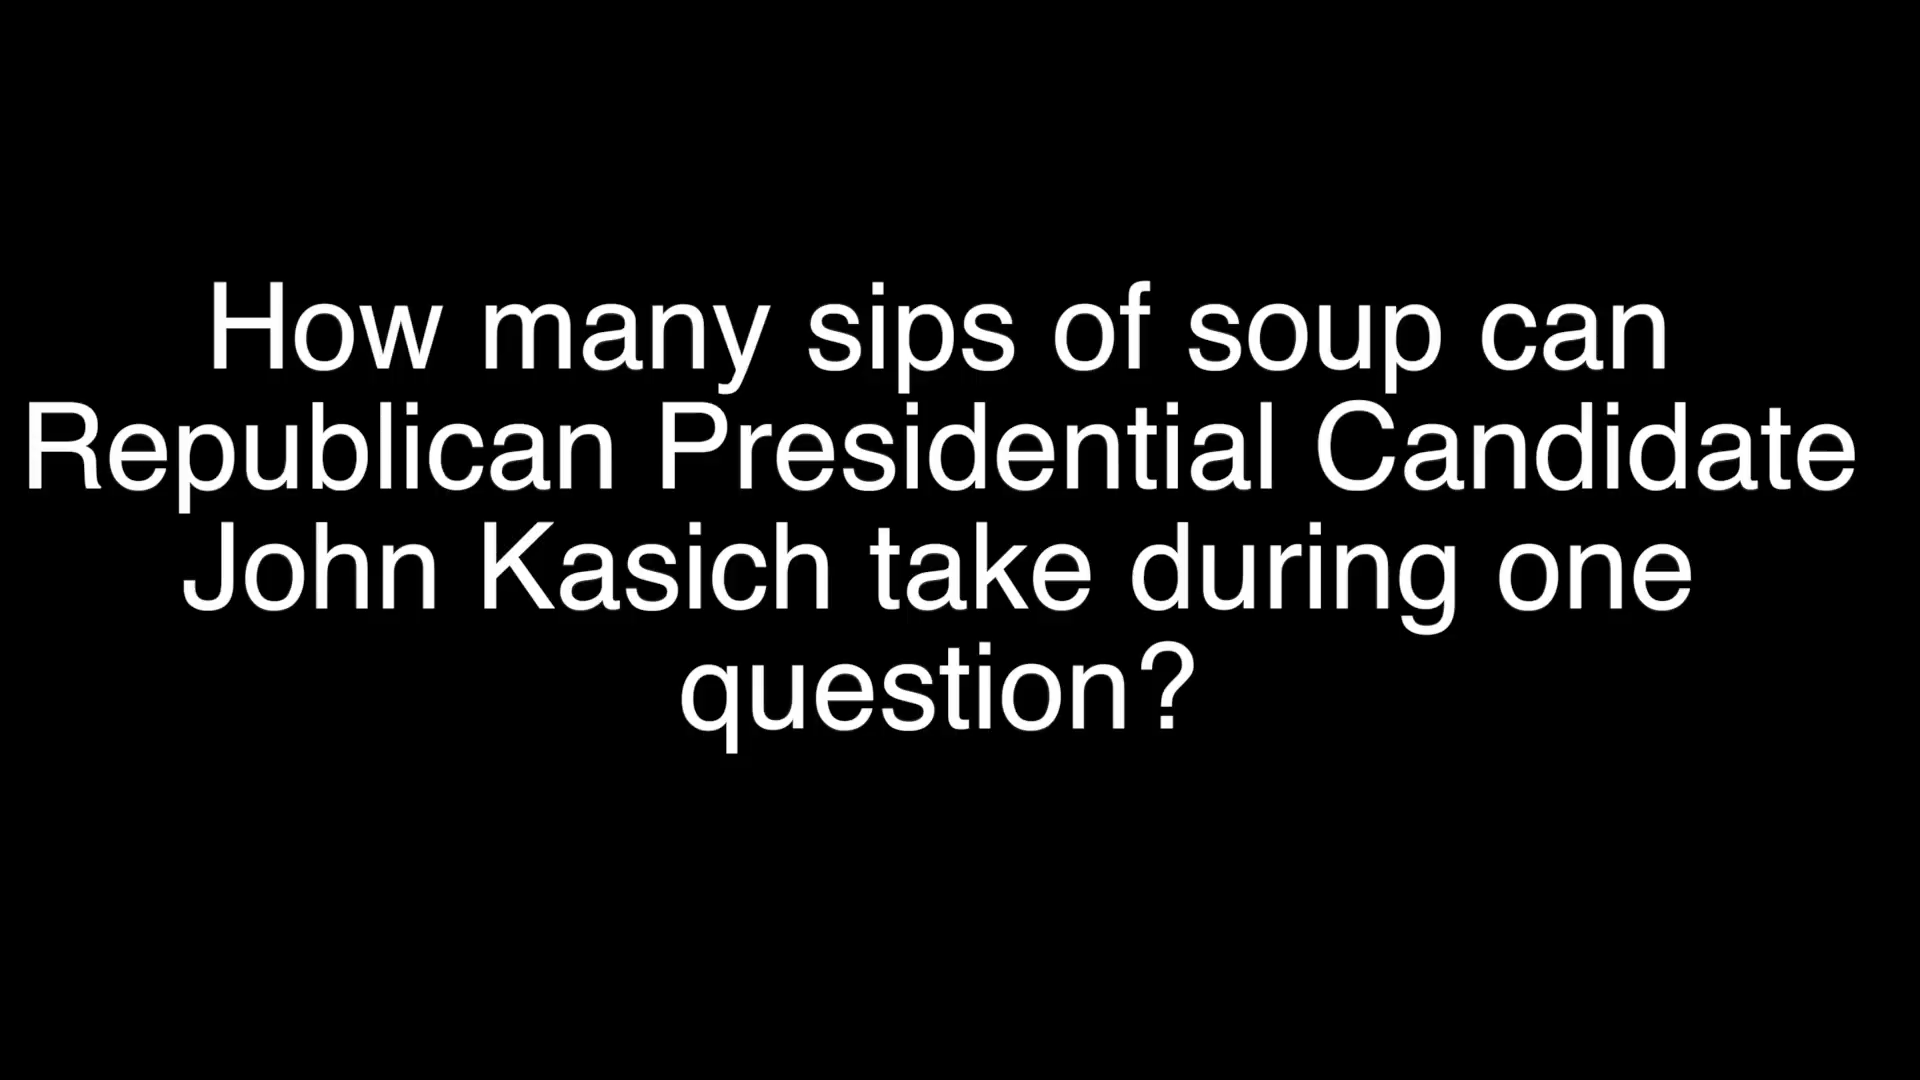 How many sips of soup can
Republican Presidential Candidate
John Kasich take during one
question?